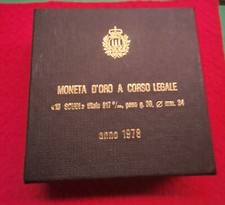 MONETA D'ORO A CORSO LEGALE
«10 SCUDI» titolo 917 ‰, peso g. 30, Ø mm. 34
anno 1978